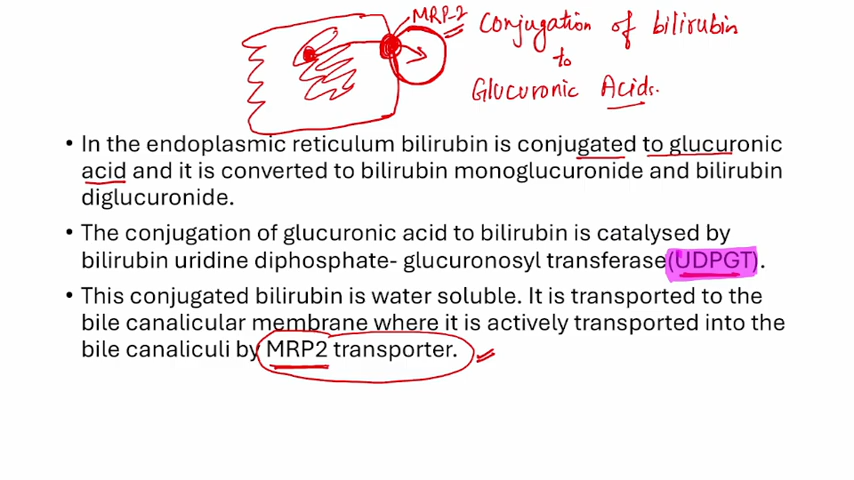 MRP-2
Conjugation of bilirubin
to
Glucuronic Acids.
• In the endoplasmic reticulum bilirubin is conjugated to glucuronic
acid and it is converted to bilirubin monoglucuronide and bilirubin
diglucuronide.
• The conjugation of glucuronic acid to bilirubin is catalysed by
bilirubin uridine diphosphate- glucuronosyl transferase(UDPGT).
• This conjugated bilirubin is water soluble. It is transported to the
bile canalicular membrane where it is actively transported into the
bile canaliculi by MRP2 transporter.